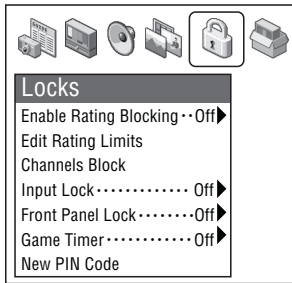 Locks
Enable Rating Blocking··Off
Edit Rating Limits
Channels Block
Input Lock············· Off
Front Panel Lock········Off
Game Timer············Off
New PIN Code